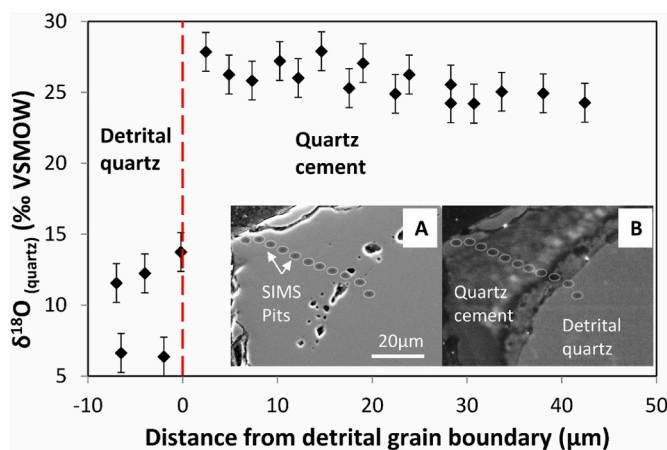 30
25
20
15
10
5
δ18O (quartz) (‰ VSMOW)
Detrital
quartz
Quartz
cement
A
SIMS
Pits
20μm
B
Quartz
cement
Detrital
quartz
-10 0 10 20 30 40 50
Distance from detrital grain boundary (μm)